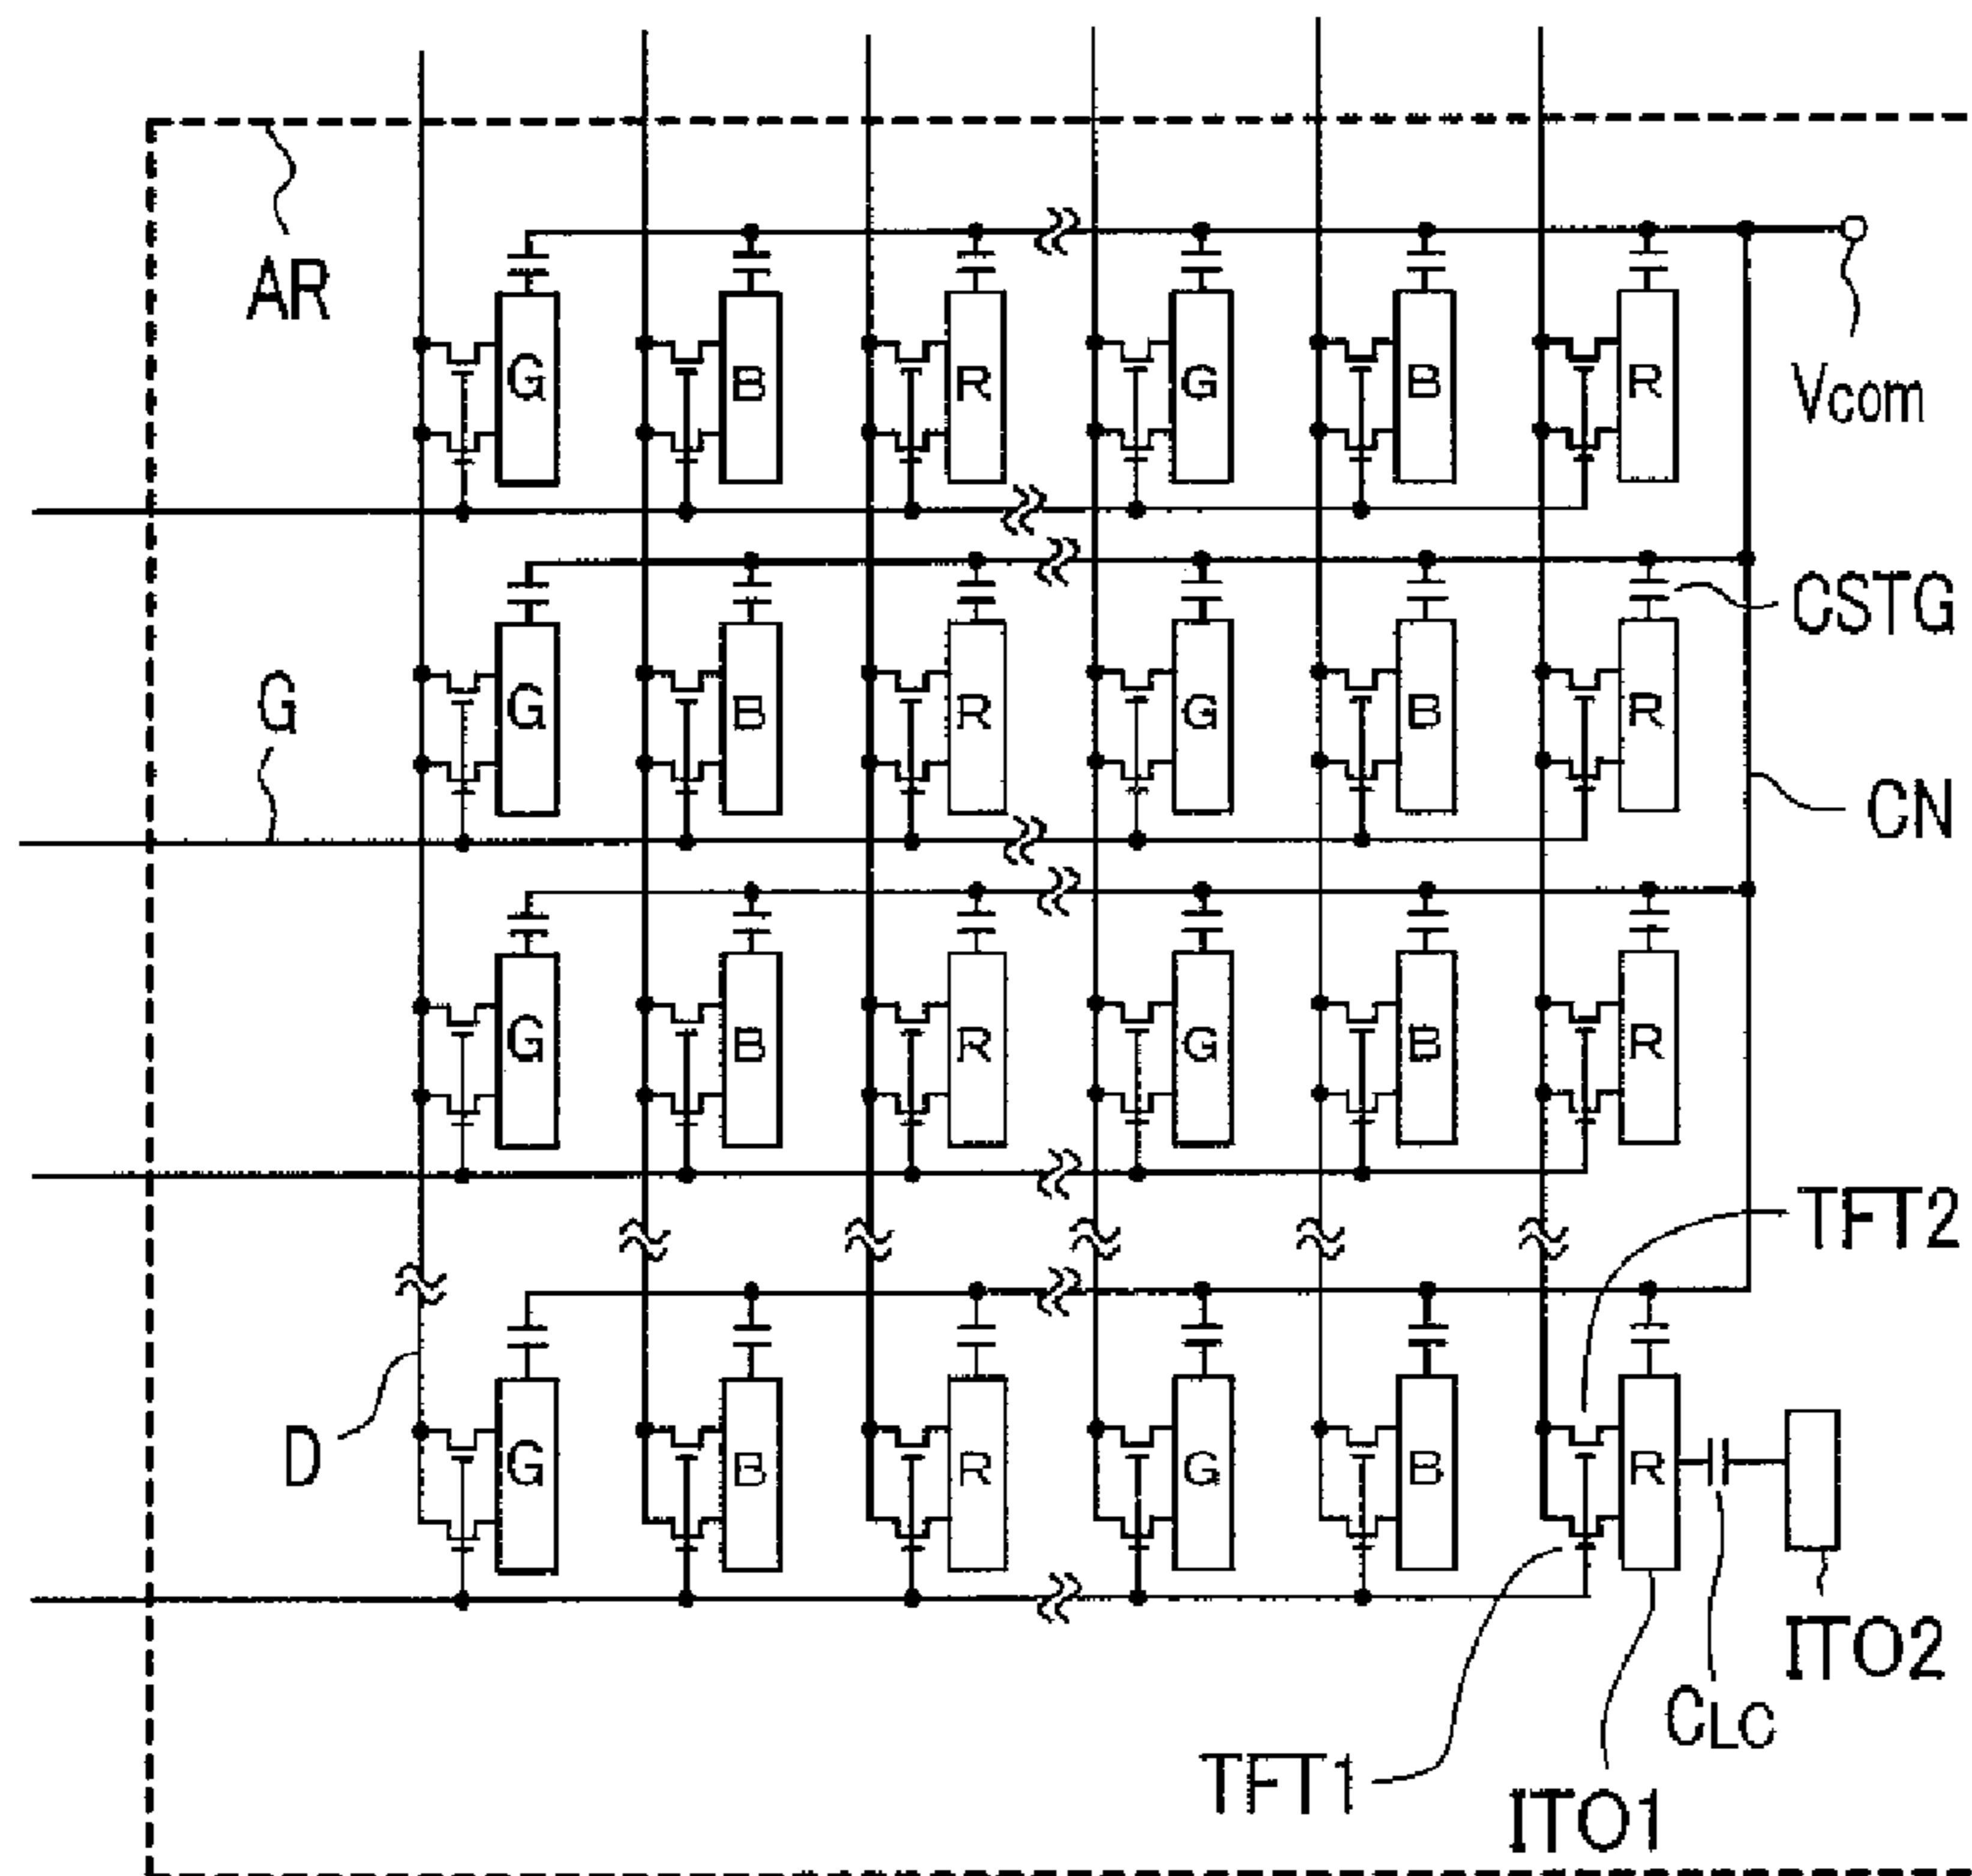 AR
Vcom
G B R G B R
CSTG
G
G B R G B R
CN
G B R G B R
TFT2
D
G B R G B R
ITO2
CLC
TFT1
ITO1